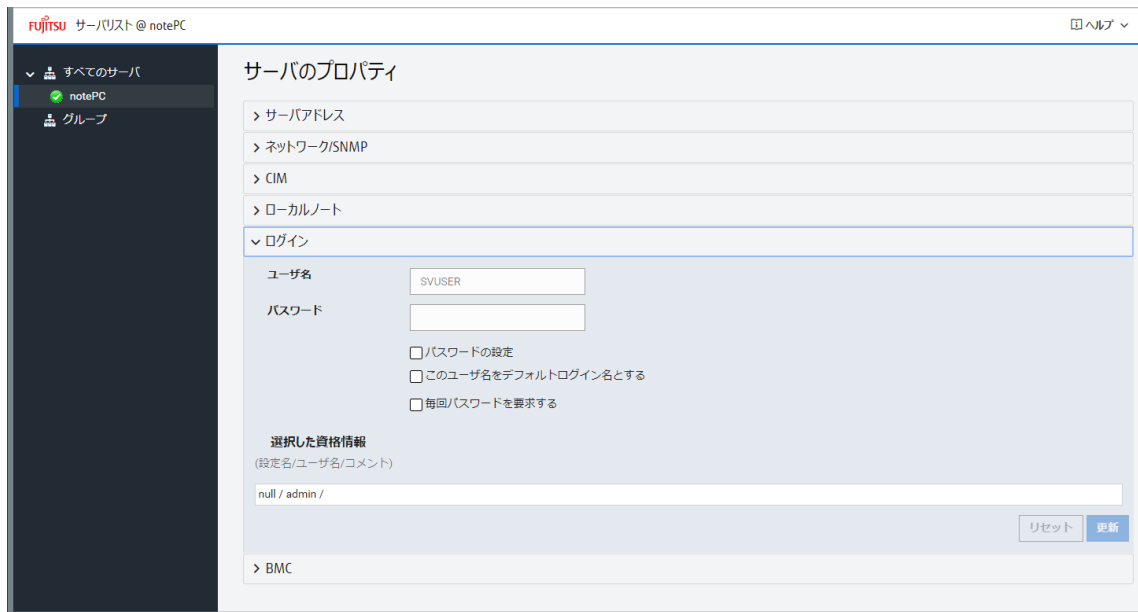 FUJITSU サーバリスト @ notePC
ヘルプ
すべてのサーバ
notePC
グループ
サーバのプロパティ
サーバアドレス
ネットワーク/SNMP
CIM
ローカルノート
ログイン
ユーザ名
SVUSER
パスワード
パスワードの設定
このユーザ名をデフォルトログイン名とする
毎回パスワードを要求する
選択した資格情報
(設定名/ユーザ名/コメント)
null / admin /
リセット 更新
BMC